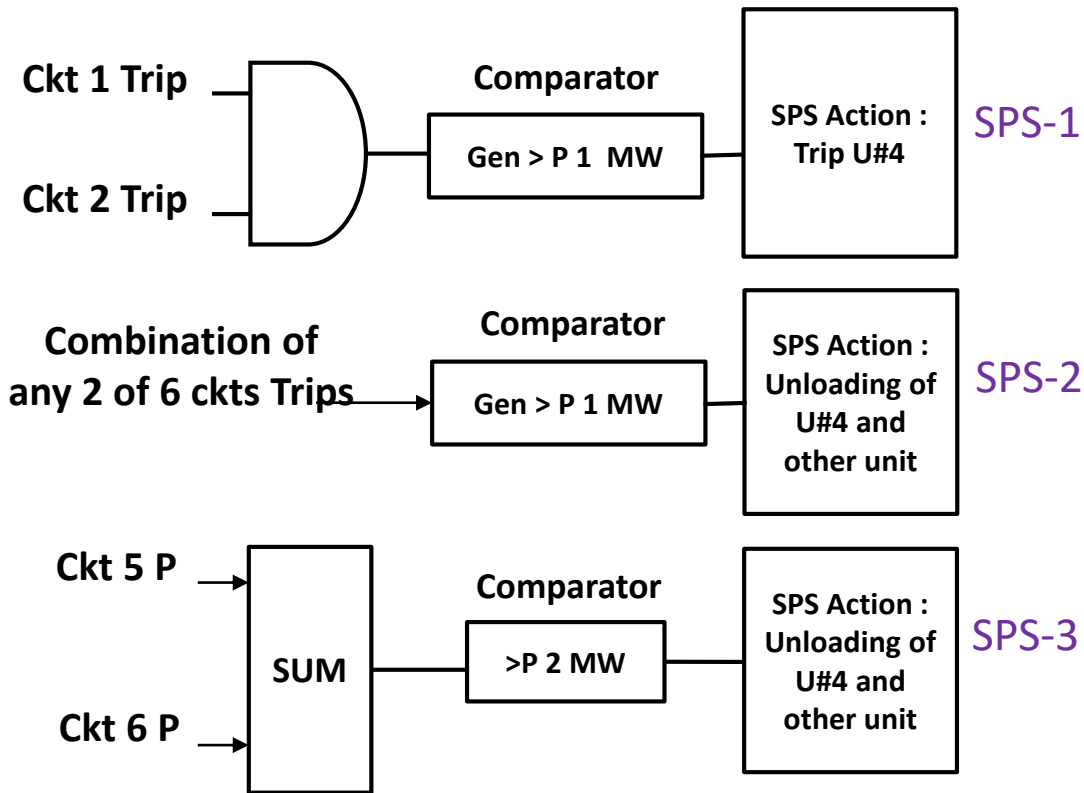 Ckt 1 Trip
Ckt 2 Trip
Comparator
Gen > P 1 MW
SPS Action :
Trip U#4
SPS-1
Combination of
any 2 of 6 ckts Trips
Comparator
Gen > P 1 MW
SPS Action :
Unloading of
U#4 and
other unit
SPS-2
Ckt 5 P
Ckt 6 P
SUM
Comparator
>P 2 MW
SPS Action :
Unloading of
U#4 and
other unit
SPS-3